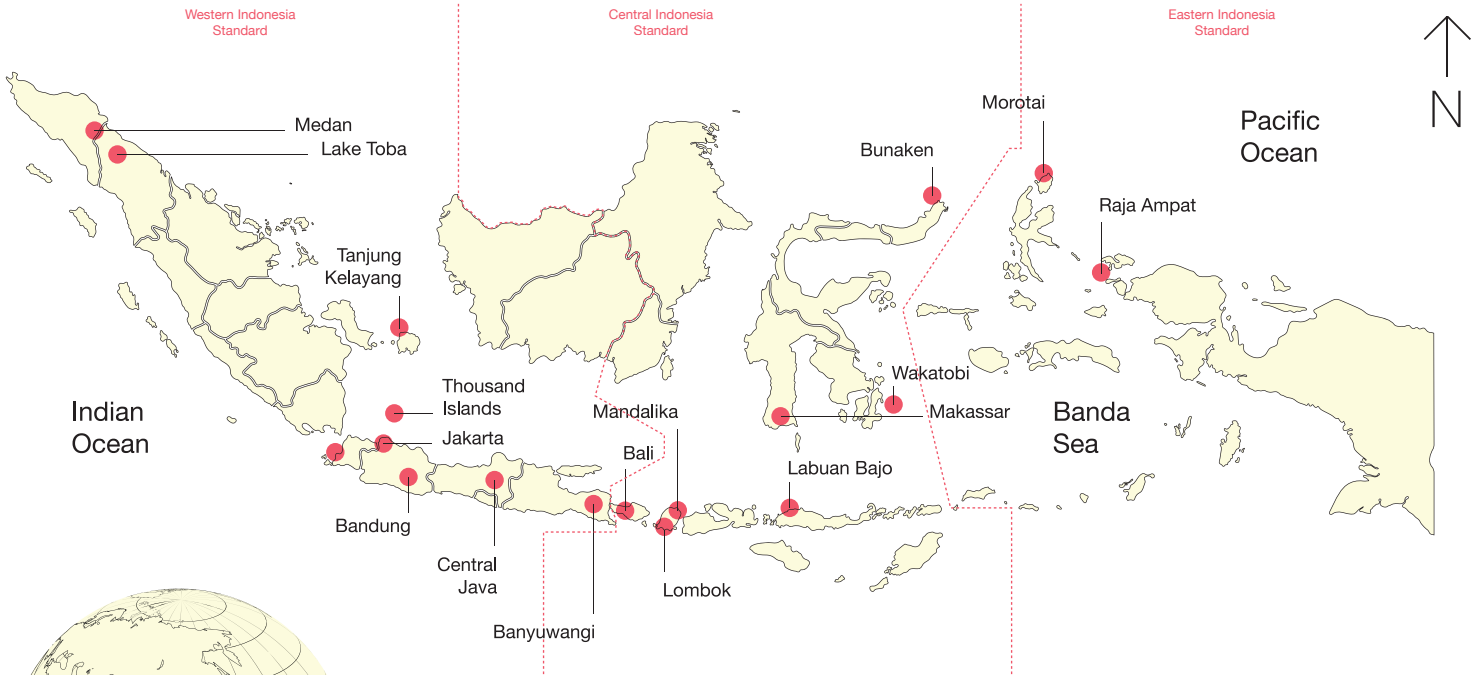 Western Indonesia
Standard
Central Indonesia
Standard
Eastern Indonesia
Standard
N
Medan
Lake Toba
Tanjung
Kelayang
Thousand
Islands
Jakarta
Bandung
Central
Java
Banyuwangi
Mandalika
Bali
Lombok
Labuan Bajo
Makassar
Wakatobi
Bunaken
Morotai
Raja Ampat
Pacific
Ocean
Indian
Ocean
Banda
Sea